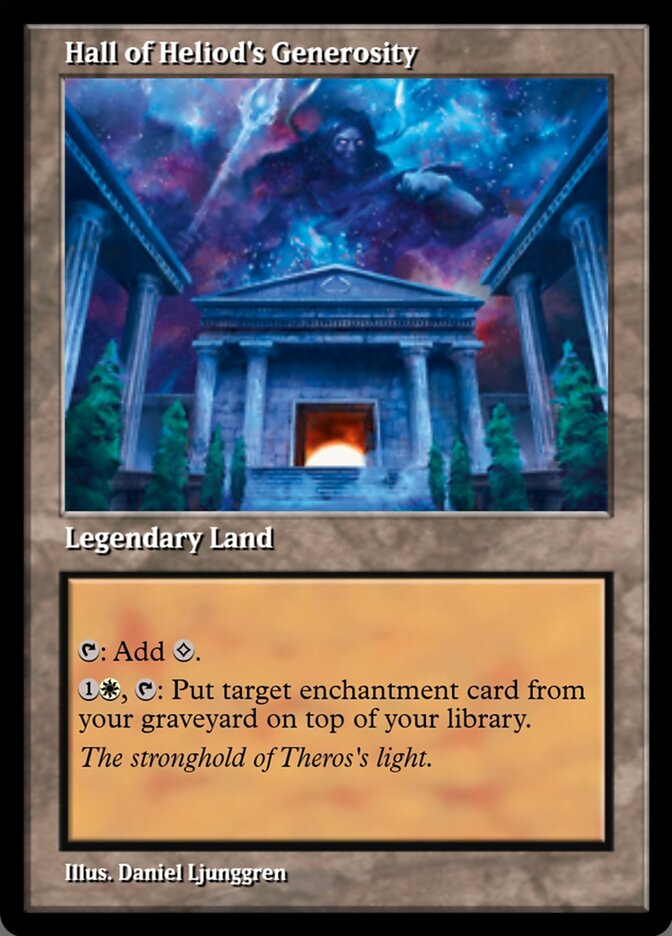 Hall of Heliod's Generosity
Legendary Land
: Add .
1, : Put target enchantment card from
your graveyard on top of your library.
The stronghold of Theros's light.
Illus. Daniel Ljunggren